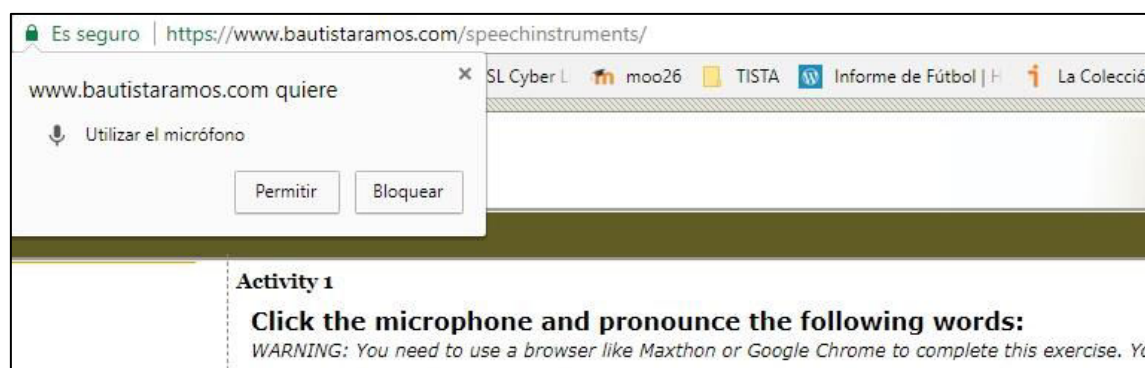 Es seguro | https://www.bautistaramos.com/speechinstruments/
SL Cyber L moo26 TISTA Informe de Fútbol | H La Colecció
www.bautistaramos.com quiere ×
Utilizar el micrófono
Permitir Bloquear
Activity 1
Click the microphone and pronounce the following words:
WARNING: You need to use a browser like Maxthon or Google Chrome to complete this exercise. Yo